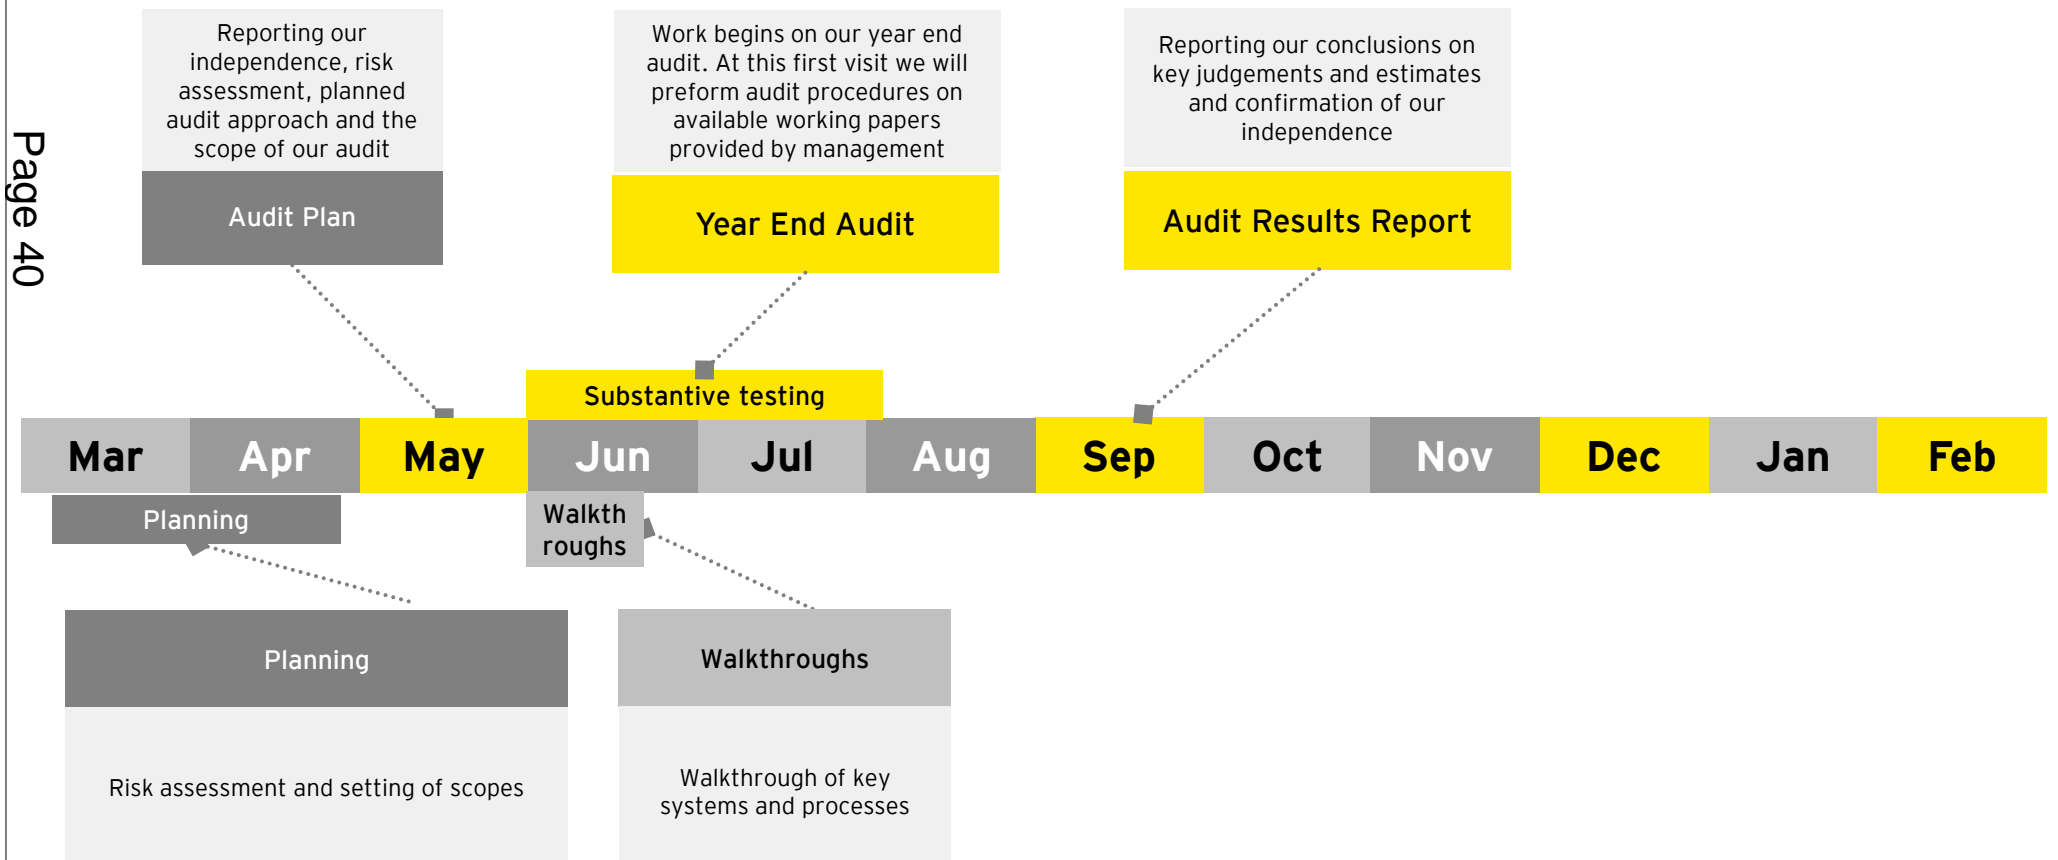 Page 40
Reporting our
independence, risk
assessment, planned
audit approach and the
scope of our audit
Audit Plan
Work begins on our year end
audit. At this first visit we will
preform audit procedures on
available working papers
provided by management
Year End Audit
Reporting our conclusions on
key judgements and estimates
and confirmation of our
independence
Audit Results Report
Substantive testing
Mar Apr May Jun Jul Aug Sep Oct Nov Dec Jan Feb
Planning
Walkth
roughs
Planning
Risk assessment and setting of scopes
Walkthroughs
Walkthrough of key
systems and processes